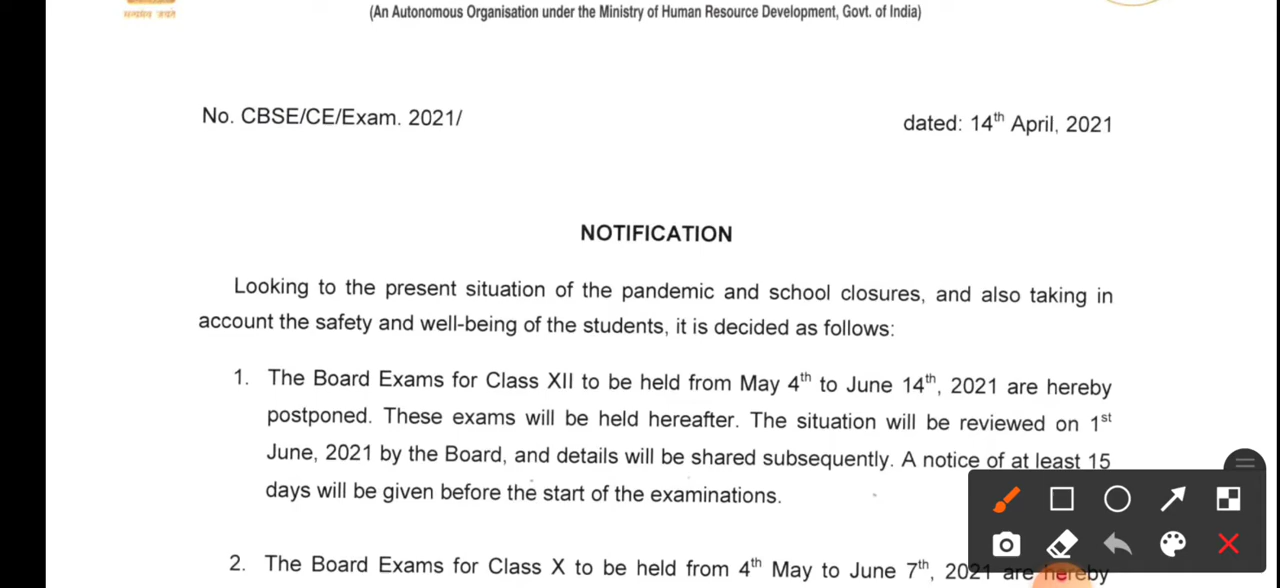 सत्यमेव जयते
(An Autonomous Organisation under the Ministry of Human Resource Development, Govt. of India)
No. CBSE/CE/Exam. 2021/
dated: 14th April, 2021
NOTIFICATION
Looking to the present situation of the pandemic and school closures, and also taking in
account the safety and well-being of the students, it is decided as follows:
1. The Board Exams for Class XII to be held from May 4th to June 14th, 2021 are hereby
postponed. These exams will be held hereafter. The situation will be reviewed on 1st
June, 2021 by the Board, and details will be shared subsequently. A notice of at least 15
days will be given before the start of the examinations.
2. The Board Exams for Class X to be held from 4th May to June 7th, 2021 are hereby